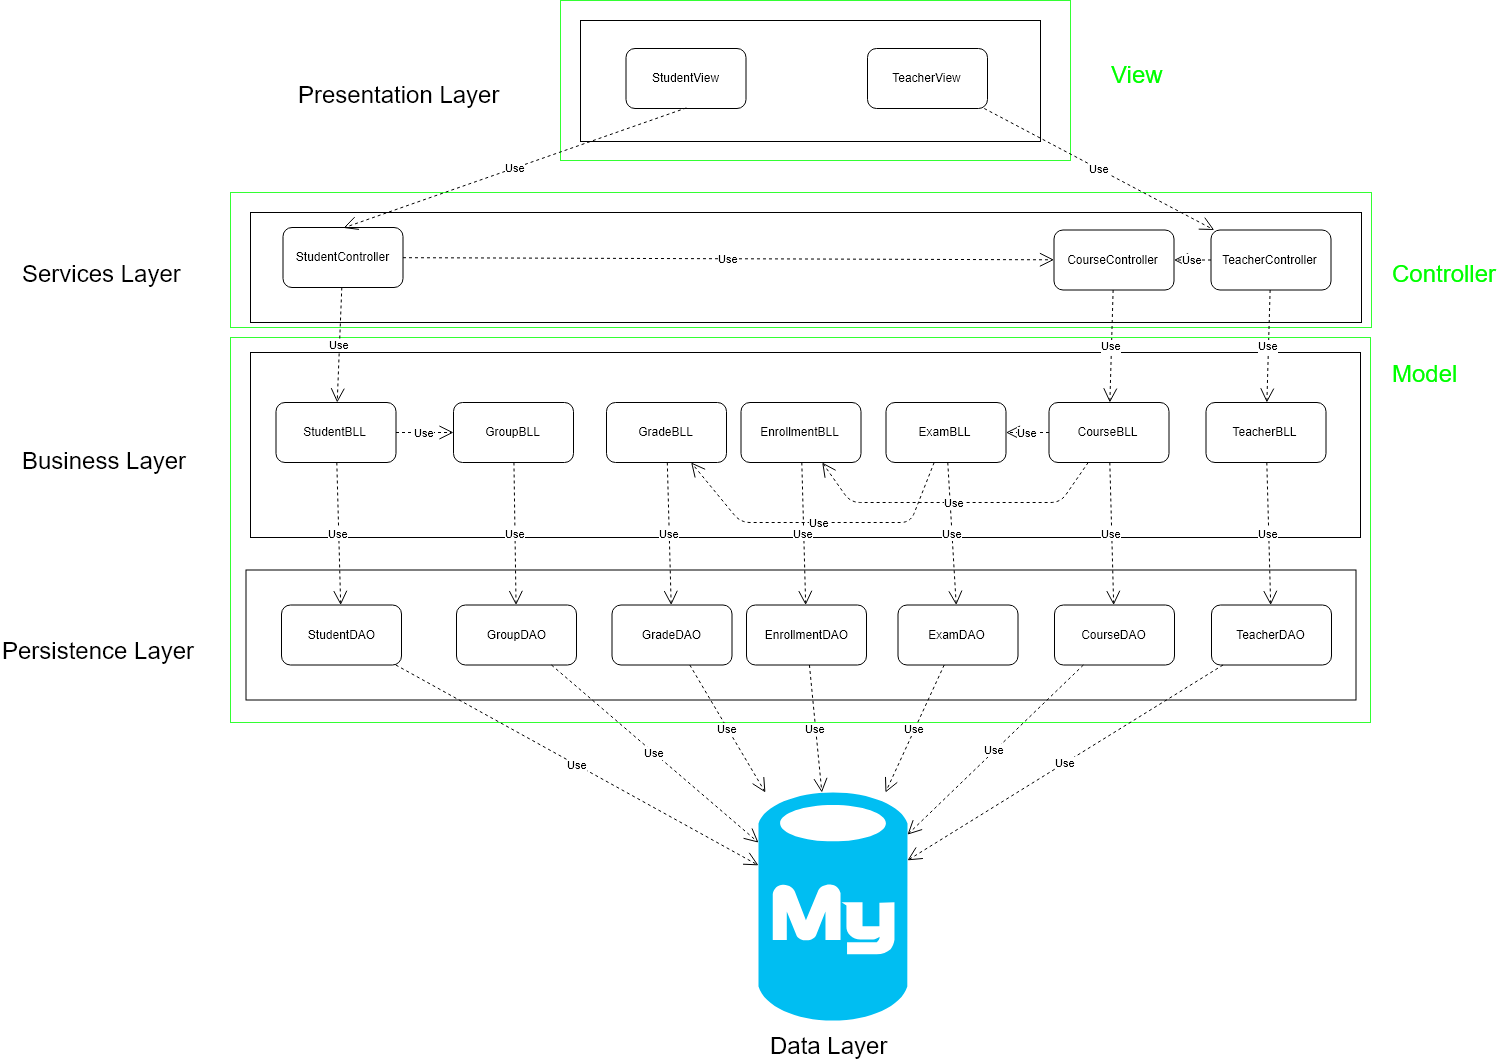 StudentView
TeacherView
View
Presentation Layer
Use
Use
StudentController
Use
CourseController
Use
TeacherController
Services Layer
Controller
Use
Use
Use
Model
StudentBLL
Use
GroupBLL
GradeBLL
EnrollmentBLL
ExamBLL
Use
CourseBLL
TeacherBLL
Business Layer
Use
Use
Use
Use
Use
Use
Use
Use
Use
StudentDAO
GroupDAO
GradeDAO
EnrollmentDAO
ExamDAO
CourseDAO
TeacherDAO
Persistence Layer
Use
Use
Use
Use
Use
Use
Use
My
Data Layer